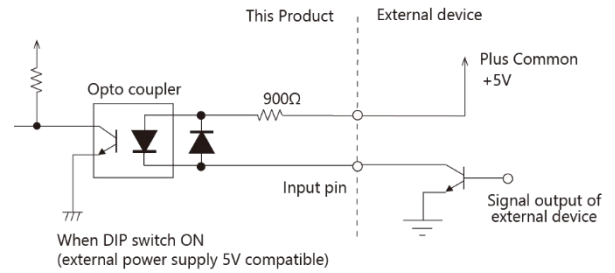 This Product
External device
Plus Common
+5V
Opto coupler
900Ω
Input pin
Signal output of
external device
When DIP switch ON
(external power supply 5V compatible)